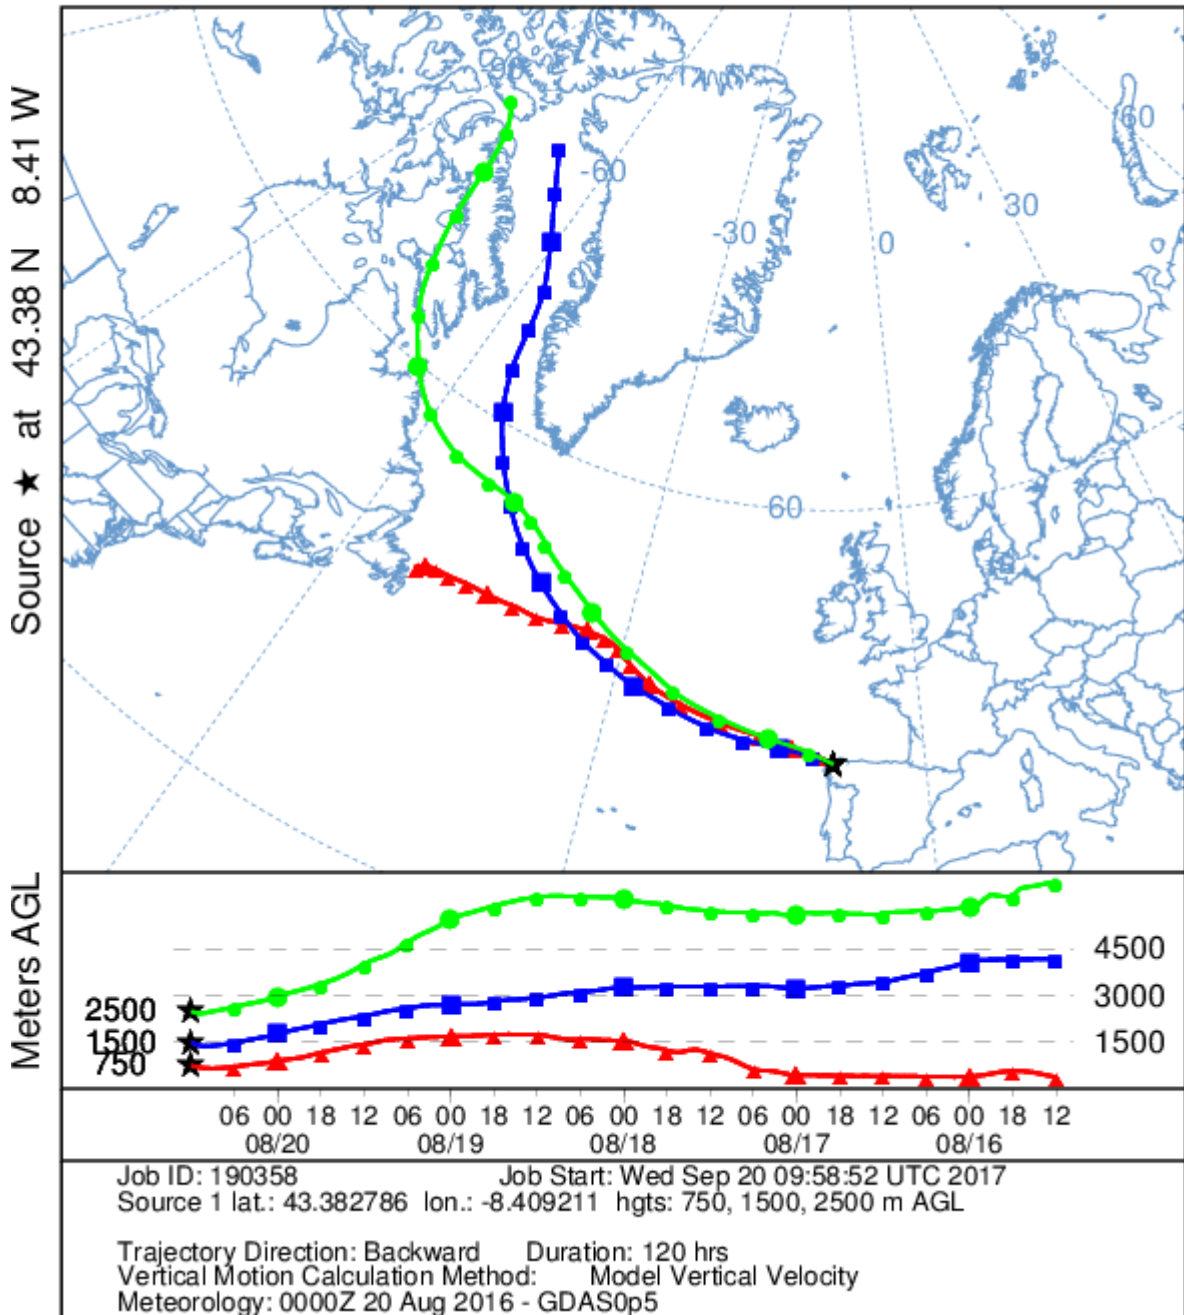 Source ★ at 43.38 N 8.41 W
-60
60
30
-30
0
60
Meters AGL
4500
2500
3000
1500
1500
750
06 00 18 12 06 00 18 12 06 00 18 12 06 00 18 12 06 00 18 12
08/20 08/19 08/18 08/17 08/16
Job ID: 190358 Job Start: Wed Sep 20 09:58:52 UTC 2017
Source 1 lat.: 43.382786 lon.: -8.409211 hgts: 750, 1500, 2500 m AGL
Trajectory Direction: Backward Duration: 120 hrs
Vertical Motion Calculation Method: Model Vertical Velocity
Meteorology: 0000Z 20 Aug 2016 - GDAS0p5